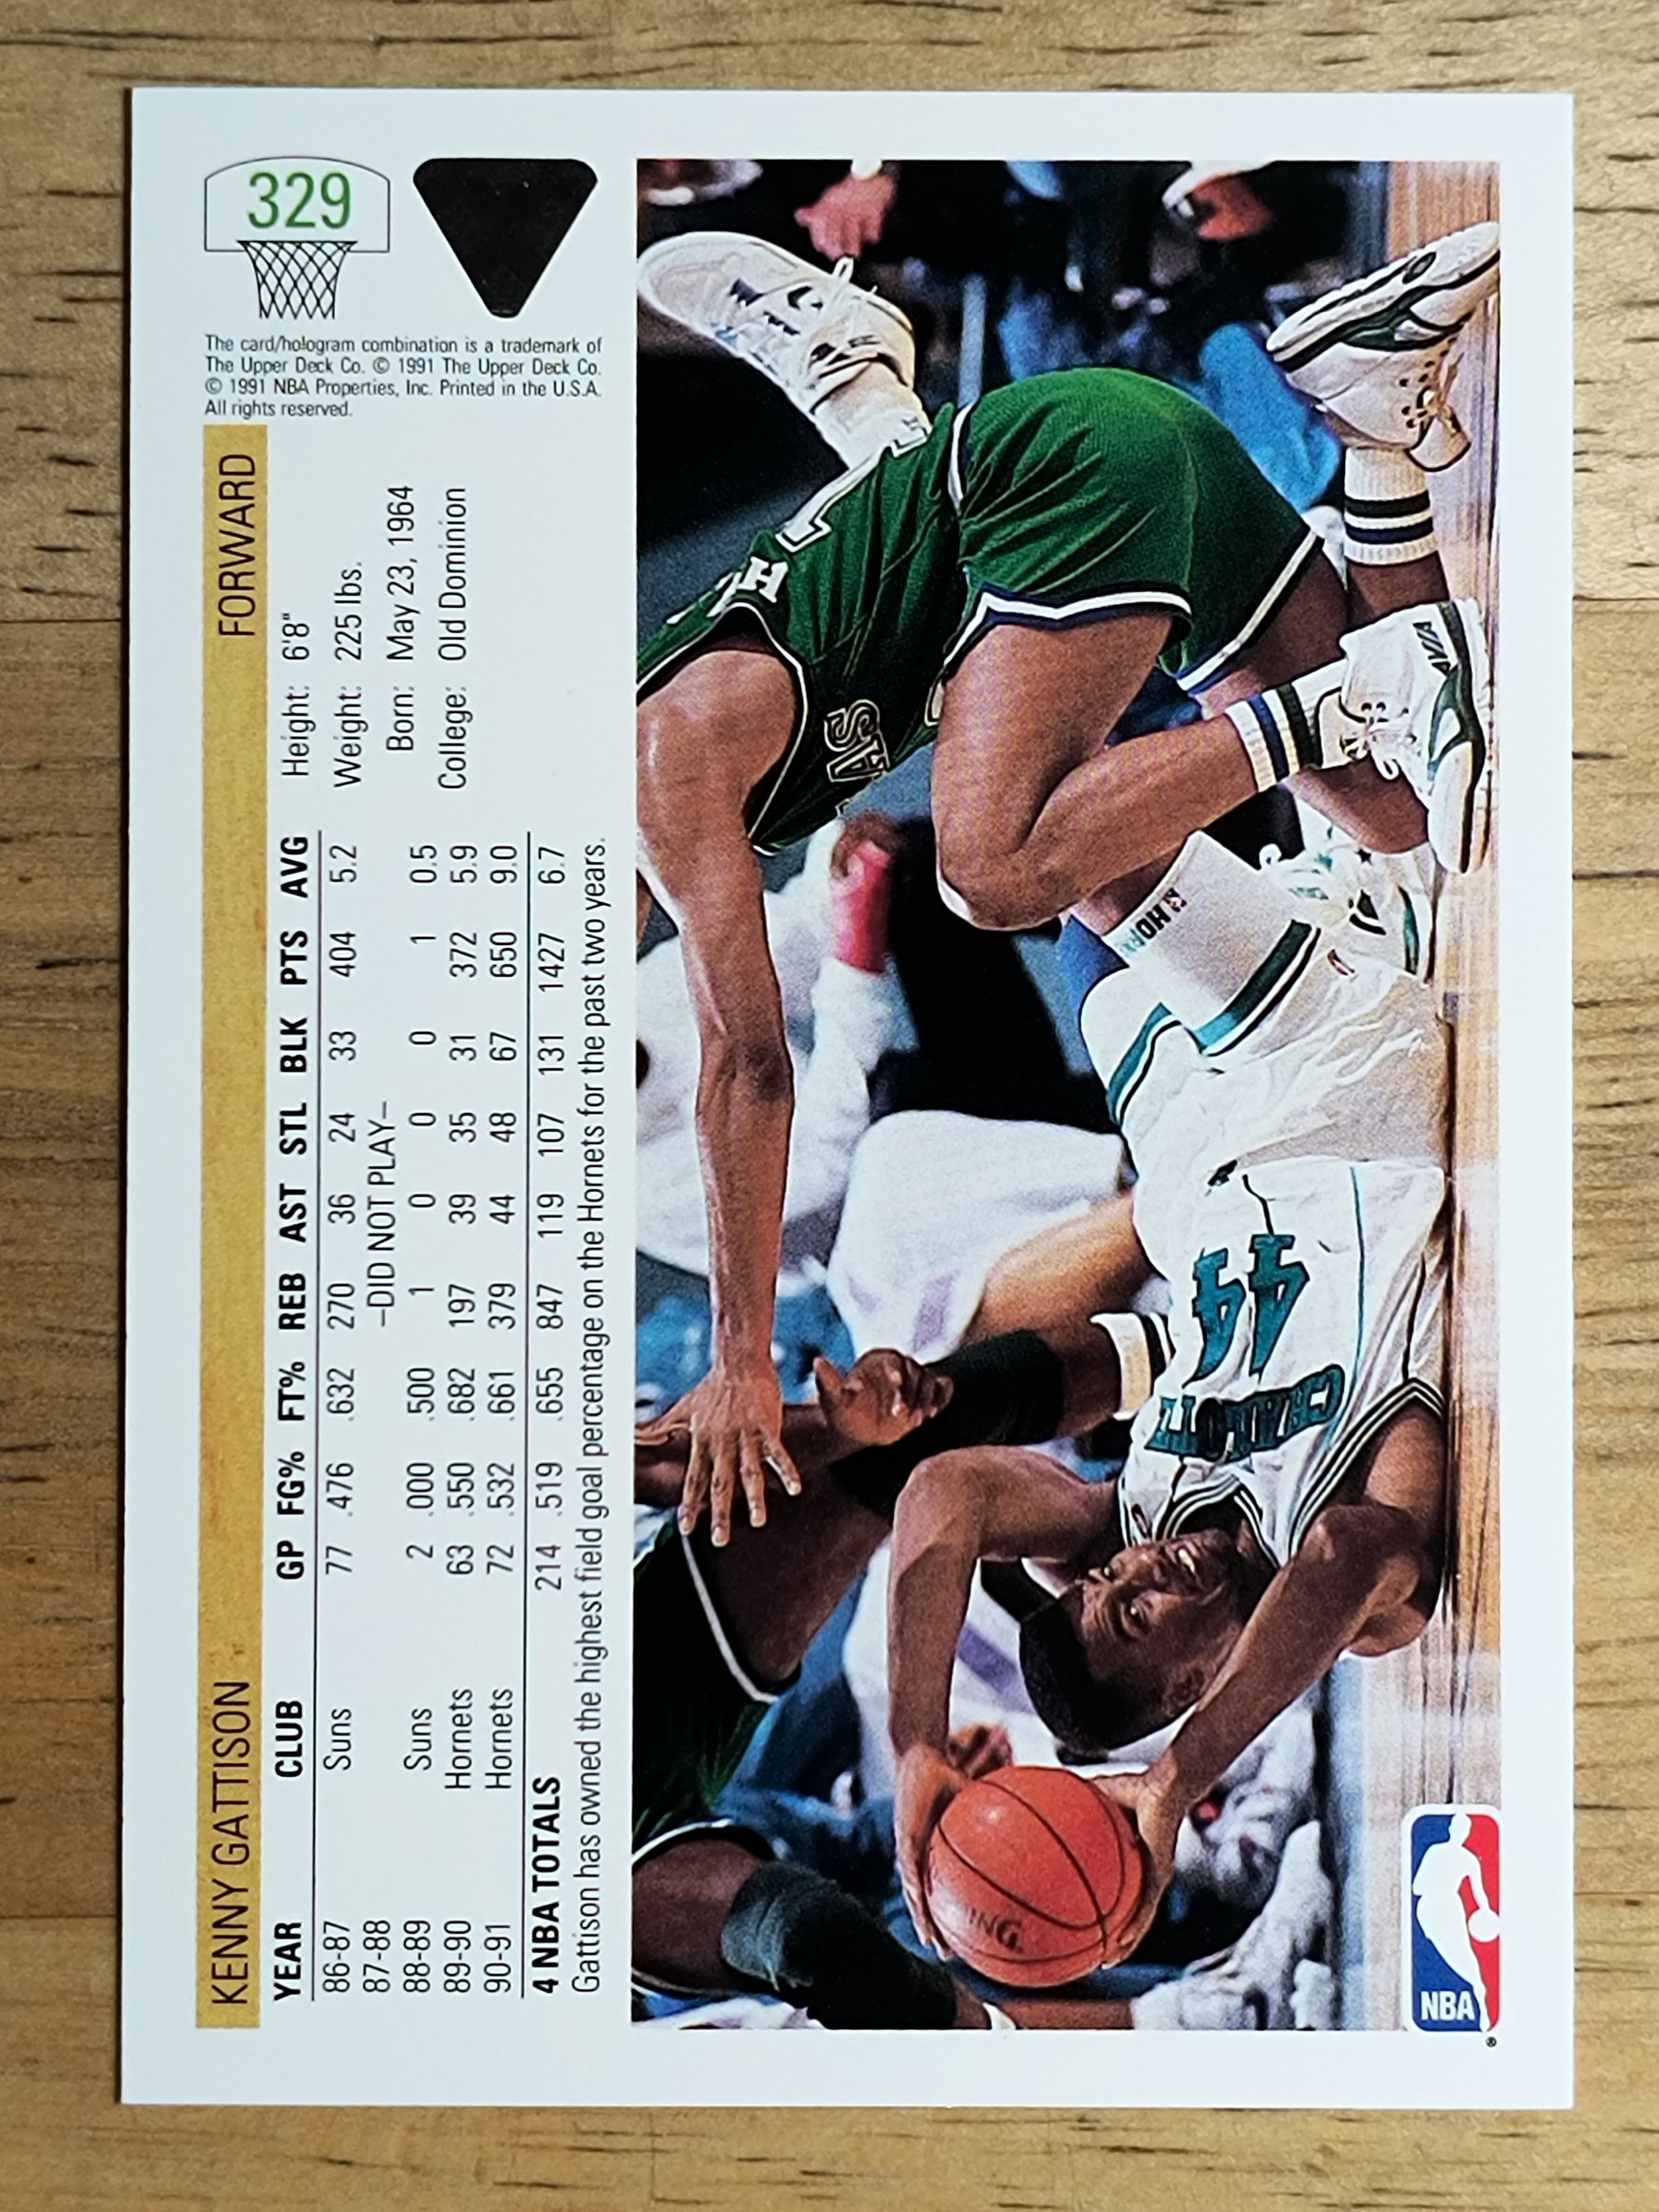 329
The card/hologram combination is a trademark of
The Upper Deck Co. © 1991 The Upper Deck Co.
© 1991 NBA Properties, Inc. Printed in the U.S.A.
All rights reserved.
KENNY GATTISON FORWARD
YEAR CLUB GP FG% FT% REB AST STL BLK PTS AVG
86-87 Suns 77 .476 .632 270 36 24 33 404 5.2
87-88 –DID NOT PLAY–
88-89 Suns 2 .000 .500 1 0 0 0 1 0.5
89-90 Hornets 63 .550 .682 197 39 35 31 372 5.9
90-91 Hornets 72 .532 .661 379 44 48 67 650 9.0
4 NBA TOTALS 214 .519 .655 847 119 107 131 1427 6.7
Gattison has owned the highest field goal percentage on the Hornets for the past two years.
Height: 6'8"
Weight: 225 lbs.
Born: May 23, 1964
College: Old Dominion
CHARLOTTE
44
AVIA
NBA
®